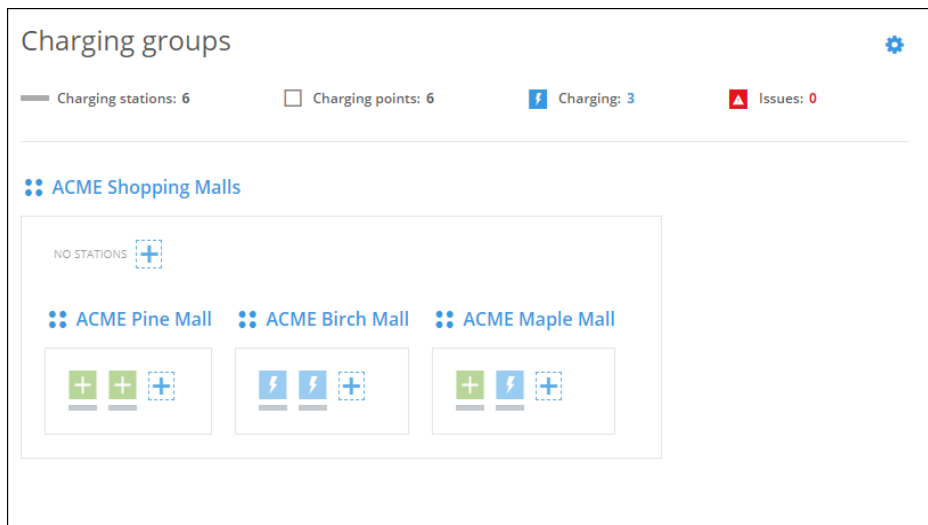 Charging groups
Charging stations: 6 Charging points: 6 Charging: 3 Issues: 0
ACME Shopping Malls
NO STATIONS
ACME Pine Mall ACME Birch Mall ACME Maple Mall